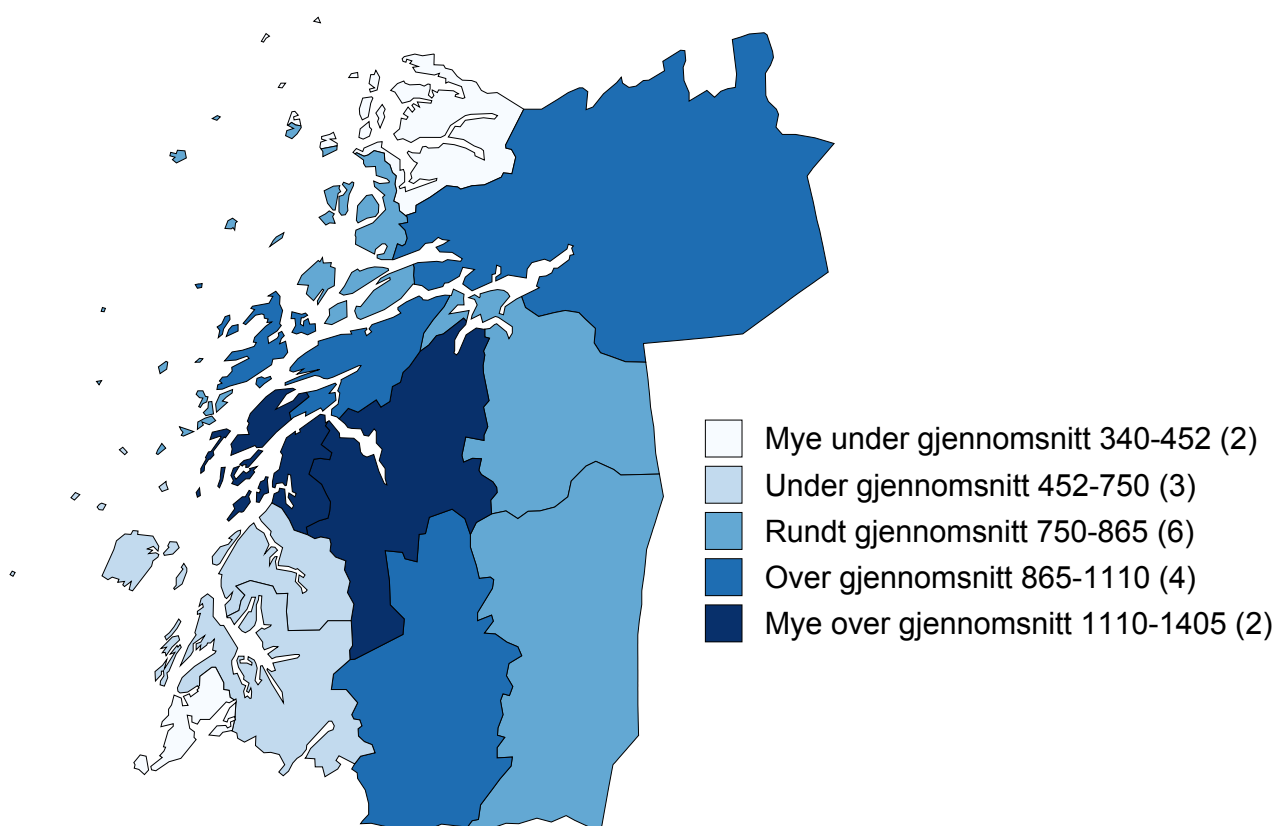 Mye under gjennomsnitt 340-452 (2)
Under gjennomsnitt 452-750 (3)
Rundt gjennomsnitt 750-865 (6)
Over gjennomsnitt 865-1110 (4)
Mye over gjennomsnitt 1110-1405 (2)